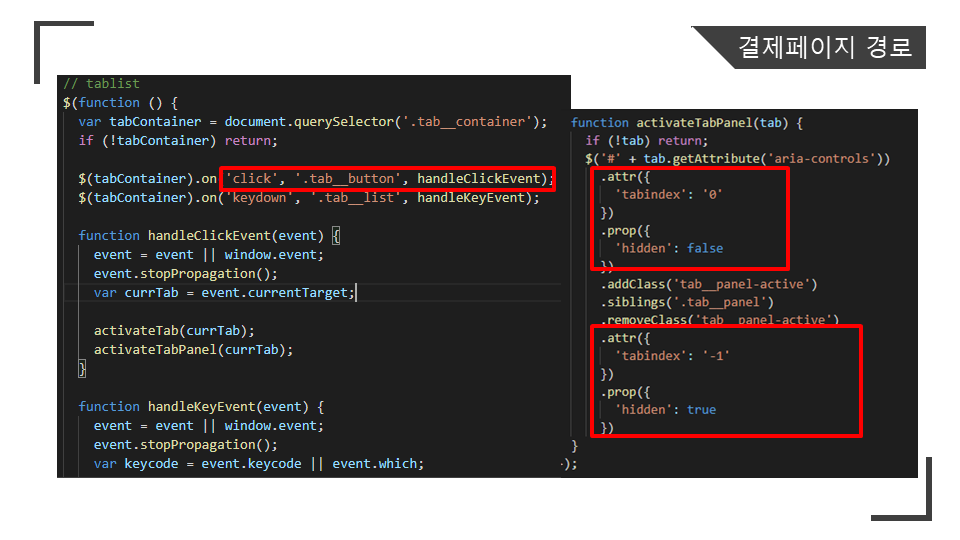 결제페이지 경로
// tablist
$(function () {
var tabContainer = document.querySelector('.tab__container');
if (!tabContainer) return;
$(tabContainer).on('click', '.tab__button', handleClickEvent);
$(tabContainer).on('keydown', '.tab__list', handleKeyEvent);
function handleClickEvent(event) {
event = event || window.event;
event.stopPropagation();
var currTab = event.currentTarget;
activateTab(currTab);
activateTabPanel(currTab);
}
function handleKeyEvent(event) {
event = event || window.event;
event.stopPropagation();
var keycode = event.keycode || event.which;
function activateTabPanel(tab) {
if (!tab) return;
$('#' + tab.getAttribute('aria-controls'))
.attr({
'tabindex': '0'
})
.prop({
'hidden': false
})
.addClass('tab__panel-active')
.siblings('.tab__panel')
.removeClass('tab__panel-active')
.attr({
'tabindex': '-1'
})
.prop({
'hidden': true
})
}
);